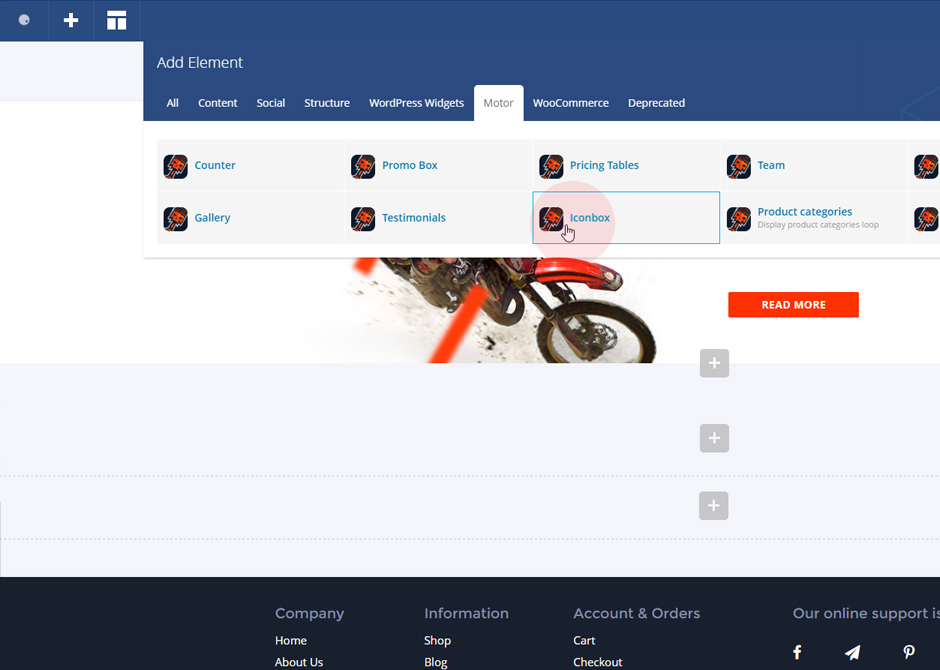 Add Element
All Content Social Structure WordPress Widgets Motor WooCommerce Deprecated
Counter Promo Box Pricing Tables Team
Gallery Testimonials Iconbox Product categories
Display product categories loop
READ MORE
Company Information Account & Orders Our online support is
Home Shop Cart
About Us Blog Checkout